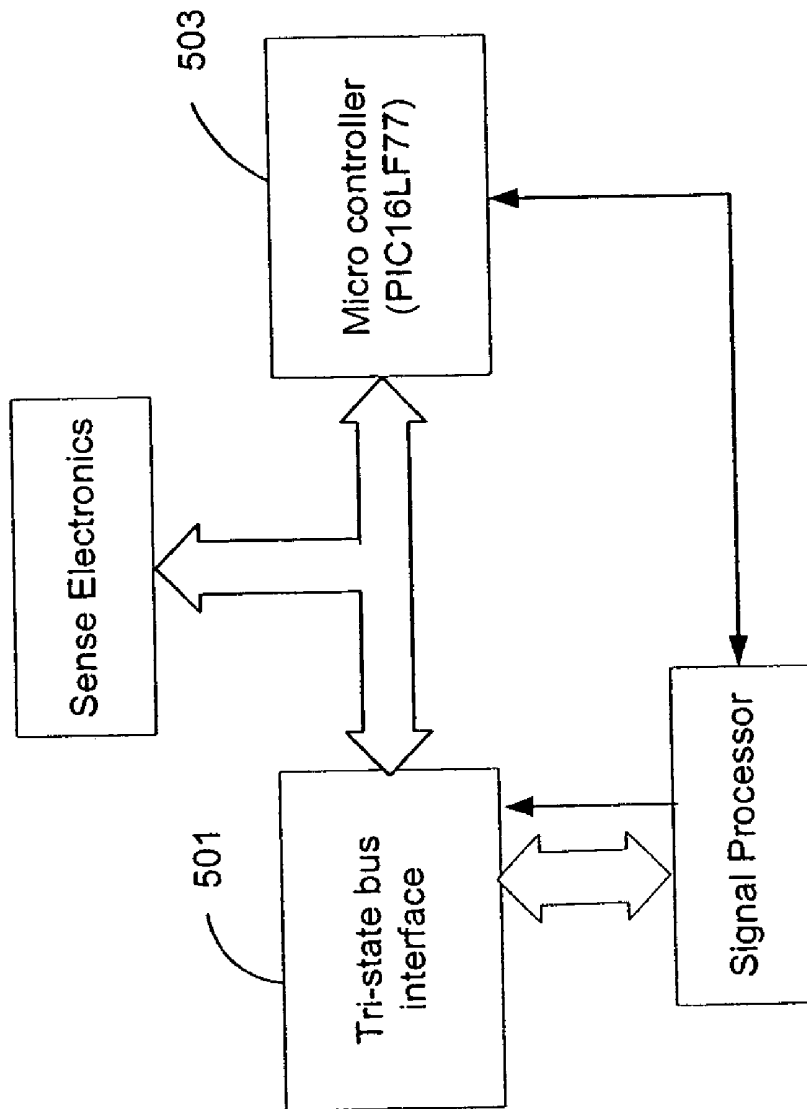 Sense Electronics
501
Tri-state bus
interface
503
Micro controller
(PIC16LF77)
Signal Processor